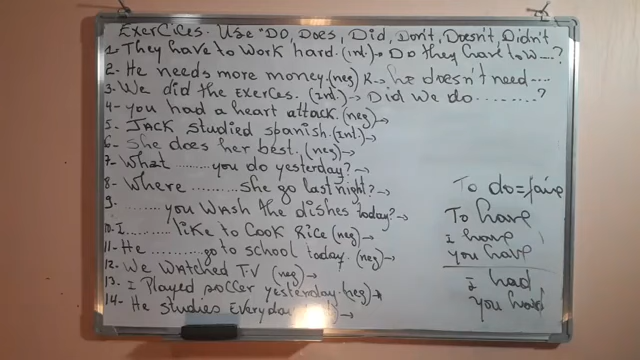 Exercices. Use "Do, Does, Did, Don't, Doesn't, Didn't
1- They have to work hard. (int.)→ Do they have to w....?
2- He needs more money. (neg) R→ he doesn't need....
3- We did the Exerces. (int.)→ Did we do ........?
4- you had a heart attack. (neg)→
5- JACK studied spanish. (int.)→
6- She does her best. (neg)→
7- What ........ you do yesterday?→
8- Where ........ she go last night?→
9- ........ you wash the dishes today?→
10- I ........ like to cook Rice (neg)→
11- He ........ go to school today. (neg)→
12- We watched TV (neg)→
13- I Played soccer yesterday. (neg)→
14- He studies Everyday →
To do = faire
To have
I have
you have
I had
you had